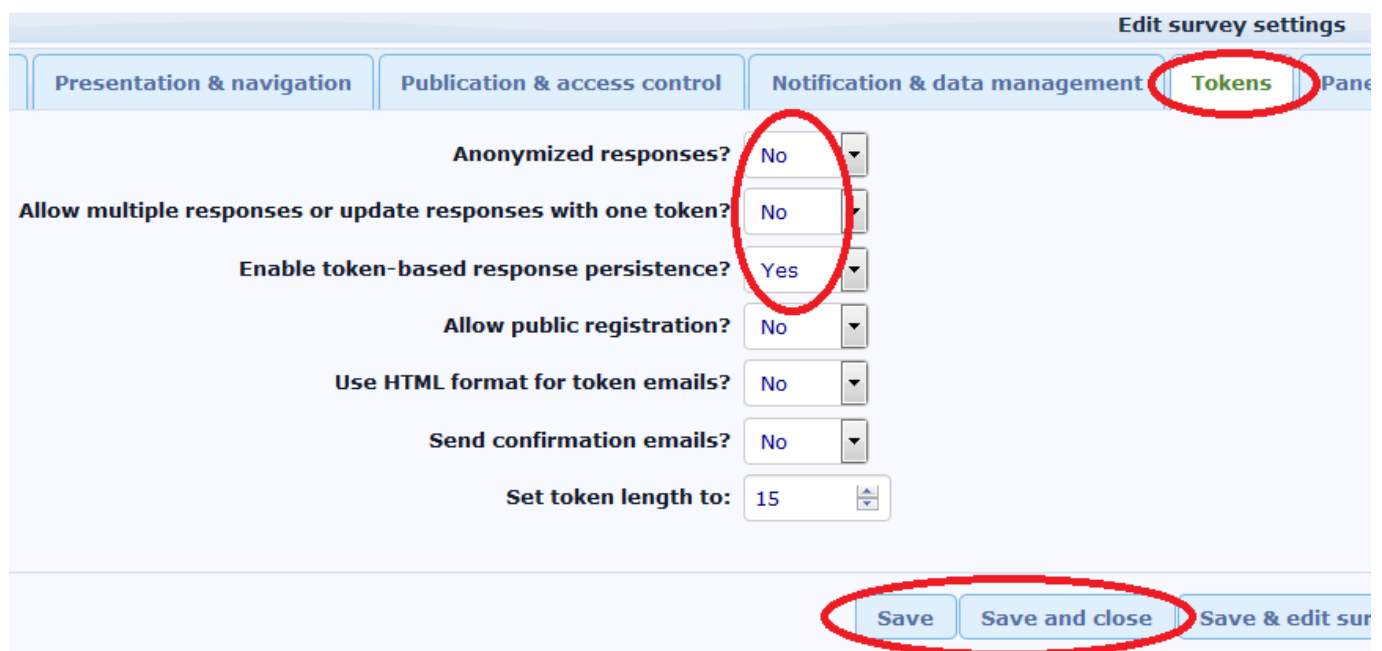 Edit survey settings
Presentation & navigation Publication & access control Notification & data management Tokens
Anonymized responses? No
Allow multiple responses or update responses with one token? No
Enable token-based response persistence? Yes
Allow public registration? No
Use HTML format for token emails? No
Send confirmation emails? No
Set token length to: 15
Save Save and close Save & edit